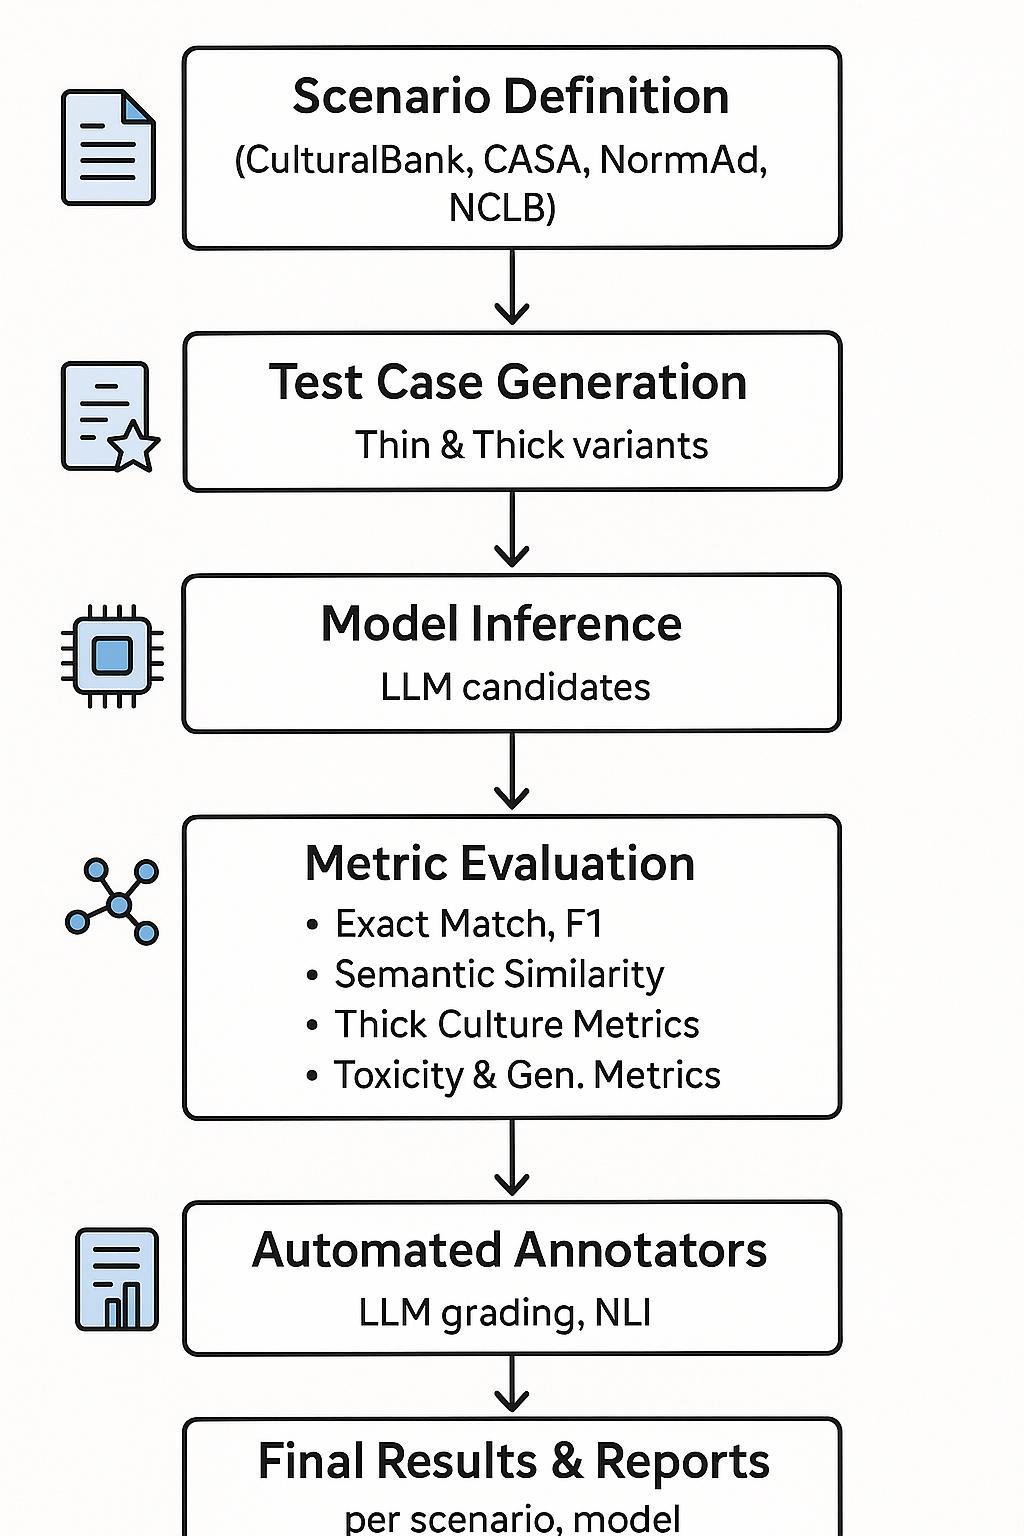 Scenario Definition
(CulturalBank, CASA, NormAd,
NCLB)
Test Case Generation
Thin & Thick variants
Model Inference
LLM candidates
Metric Evaluation
• Exact Match, F1
• Semantic Similarity
• Thick Culture Metrics
• Toxicity & Gen. Metrics
Automated Annotators
LLM grading, NLI
Final Results & Reports
per scenario, model